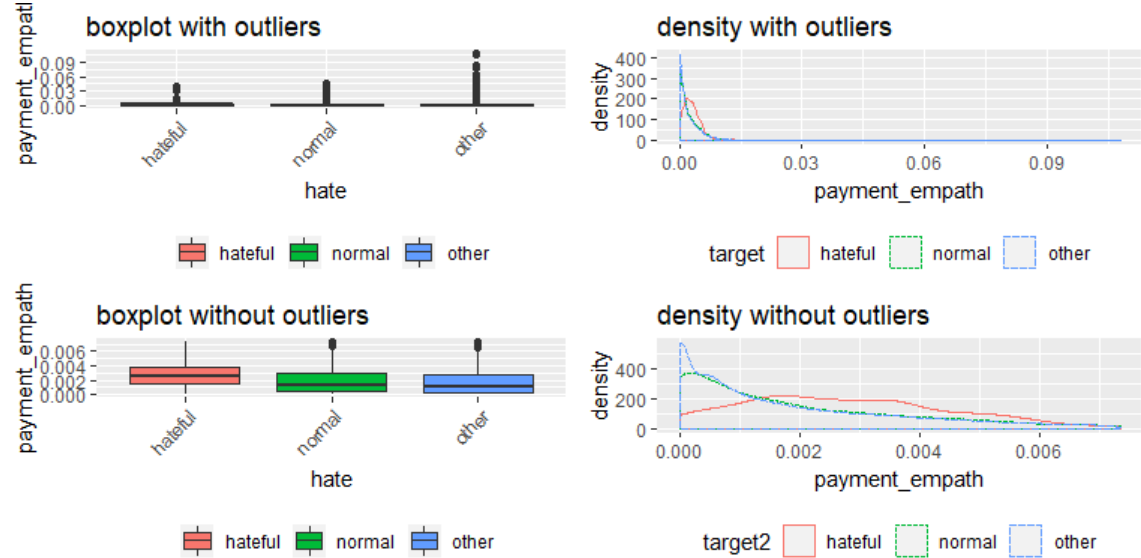 boxplot with outliers
payment_empath
0.09
0.06
0.03
0.00
hateful
normal
other
hate
hateful normal other
density with outliers
density
400
300
200
100
0
0.00 0.03 0.06 0.09
payment_empath
target hateful normal other
boxplot without outliers
payment_empath
0.006
0.004
0.002
0.000
hateful
normal
other
hate
hateful normal other
density without outliers
density
400
200
0
0.000 0.002 0.004 0.006
payment_empath
target2 hateful normal other